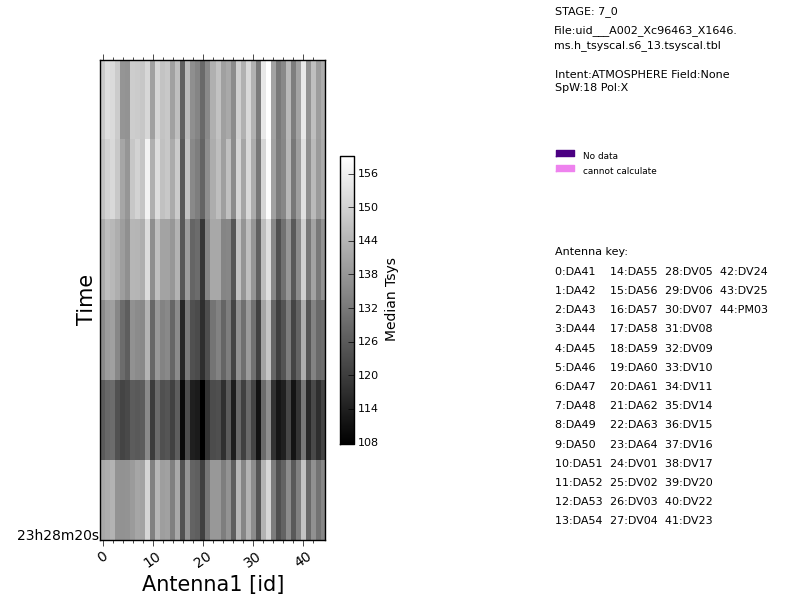 STAGE: 7_0
File:uid___A002_Xc96463_X1646.
ms.h_tsyscal.s6_13.tsyscal.tbl
Intent:ATMOSPHERE Field:None
SpW:18 Pol:X
No data
cannot calculate
Antenna key:
0:DA41 14:DA55 28:DV05 42:DV24
1:DA42 15:DA56 29:DV06 43:DV25
2:DA43 16:DA57 30:DV07 44:PM03
3:DA44 17:DA58 31:DV08
4:DA45 18:DA59 32:DV09
5:DA46 19:DA60 33:DV10
6:DA47 20:DA61 34:DV11
7:DA48 21:DA62 35:DV14
8:DA49 22:DA63 36:DV15
9:DA50 23:DA64 37:DV16
10:DA51 24:DV01 38:DV17
11:DA52 25:DV02 39:DV20
12:DA53 26:DV03 40:DV22
13:DA54 27:DV04 41:DV23
Time
23h28m20s
0 10 20 30 40
Antenna1 [id]
156
150
144
138
132
126
120
114
108
Median Tsys